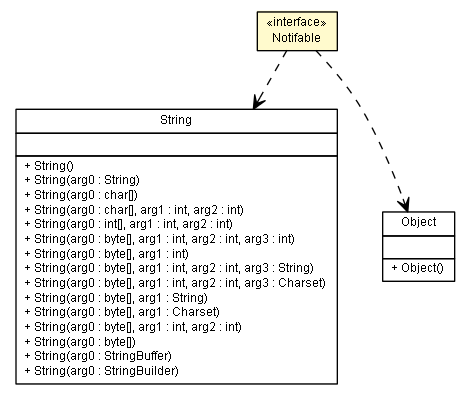 «interface»
Notifable
String
+ String()
+ String(arg0 : String)
+ String(arg0 : char[])
+ String(arg0 : char[], arg1 : int, arg2 : int)
+ String(arg0 : int[], arg1 : int, arg2 : int)
+ String(arg0 : byte[], arg1 : int, arg2 : int, arg3 : int)
+ String(arg0 : byte[], arg1 : int)
+ String(arg0 : byte[], arg1 : int, arg2 : int, arg3 : String)
+ String(arg0 : byte[], arg1 : int, arg2 : int, arg3 : Charset)
+ String(arg0 : byte[], arg1 : String)
+ String(arg0 : byte[], arg1 : Charset)
+ String(arg0 : byte[], arg1 : int, arg2 : int)
+ String(arg0 : byte[])
+ String(arg0 : StringBuffer)
+ String(arg0 : StringBuilder)
Object
+ Object()